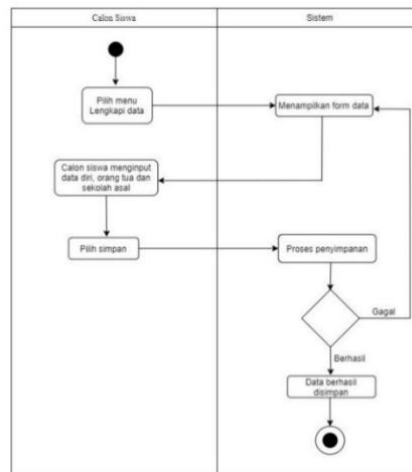 Calon Siswa
Sistem
Pilih menu
Lengkapi data
Menampilkan form data
Calon siswa menginput
data diri, orang tua dan
sekolah asal
Pilih simpan
Proses penyimpanan
Gagal
Berhasil
Data berhasil
disimpan